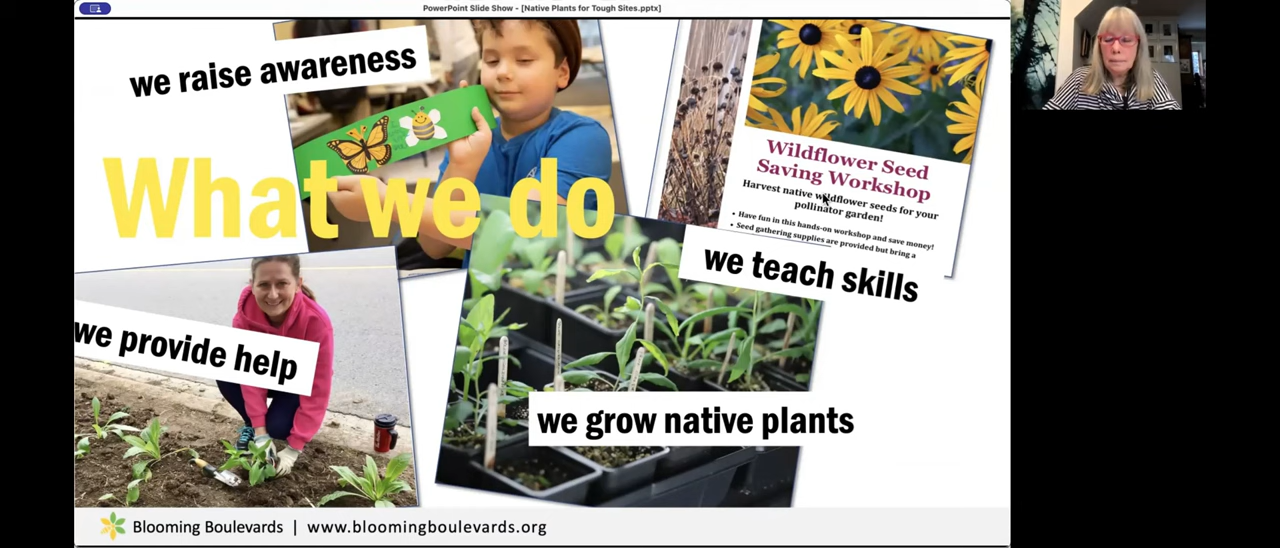 PowerPoint Slide Show - [Native Plants for Tough Sites.pptx]
we raise awareness
What we do
Wildflower Seed
Saving Workshop
Harvest native wildflower seeds for your
pollinator garden!
• Have fun in this hands-on workshop and save money!
• Seed gathering supplies are provided but bring a
we teach skills
we provide help
we grow native plants
Blooming Boulevards | www.bloomingboulevards.org